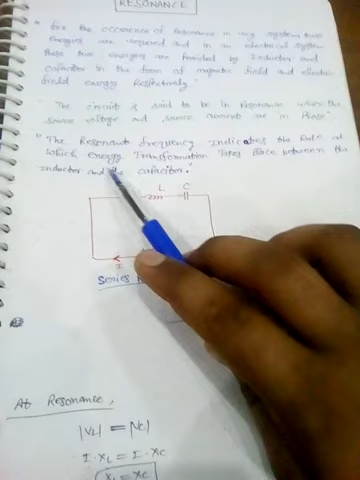 RESONANCE
" For the occerence of Resonance in any system two
Energies are required and in an electrical system
these two energies are Provided by Inductor and
Capacitor in the form of magnetic field and electric
field energy Respectively"
" The circuit is said to be in Resonance when the
source voltage and source current are in Phase"
" The Resonant frequency Indicates the Rate at
which energy Transformation Takes place between the
Inductor and the capacitor."
L C
I
Series
At Resonance,
|VL| = |VC|
I. XL = I. XC
XL = XC